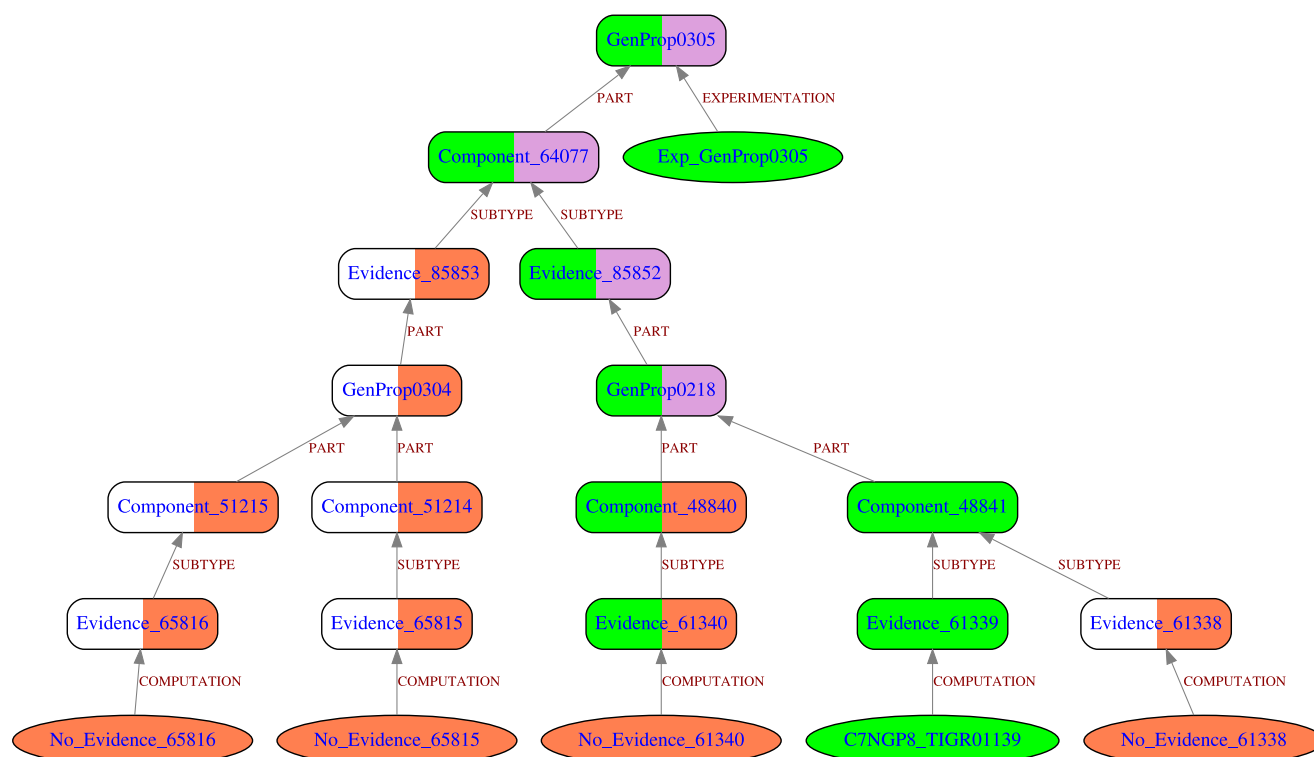 GenProp0305
PART
EXPERIMENTATION
Component_64077
Exp_GenProp0305
SUBTYPE
SUBTYPE
Evidence_85853
Evidence_85852
PART
PART
GenProp0304
GenProp0218
PART
PART
PART
PART
Component_51215
Component_51214
Component_48840
Component_48841
SUBTYPE
SUBTYPE
SUBTYPE
SUBTYPE
SUBTYPE
Evidence_65816
Evidence_65815
Evidence_61340
Evidence_61339
Evidence_61338
COMPUTATION
COMPUTATION
COMPUTATION
COMPUTATION
COMPUTATION
No_Evidence_65816
No_Evidence_65815
No_Evidence_61340
C7NGP8_TIGR01139
No_Evidence_61338